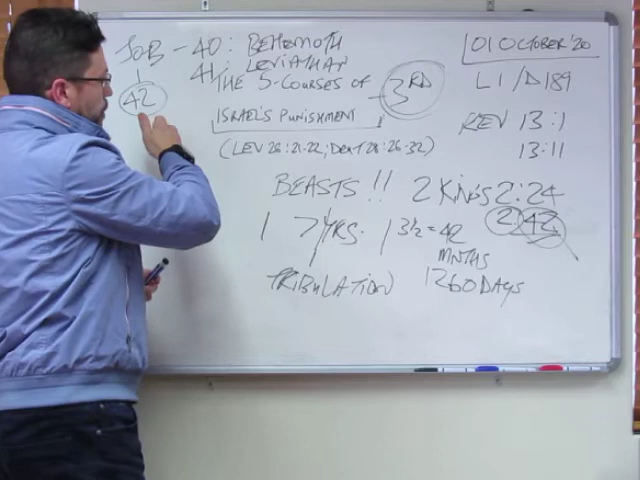 JOB - 40: BEHEMOTH
41: LEVIATHAN
42
THE 5-COURSES OF
ISRAEL'S PUNISHMENT
3RD
(LEV 26:21-22; DEUT 28:26-32)
01 OCTOBER '20
L1/D189
REV 13:1
13:11
BEASTS!! 2 KINGS 2:24
2 42
7 YRS. 3 1/2 = 42
MNTHS
TRIBULATION 1260 DAYS